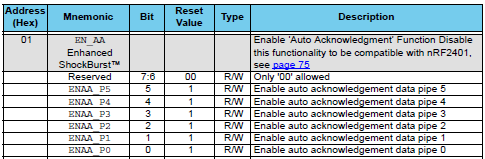 Address (Hex) Mnemonic Bit Reset Value Type Description
01 EN_AA Enhanced ShockBurst™ Enable 'Auto Acknowledgment' Function Disable this functionality to be compatible with nRF2401, see page 75
Reserved 7:6 00 R/W Only '00' allowed
ENAA_P5 5 1 R/W Enable auto acknowledgement data pipe 5
ENAA_P4 4 1 R/W Enable auto acknowledgement data pipe 4
ENAA_P3 3 1 R/W Enable auto acknowledgement data pipe 3
ENAA_P2 2 1 R/W Enable auto acknowledgement data pipe 2
ENAA_P1 1 1 R/W Enable auto acknowledgement data pipe 1
ENAA_P0 0 1 R/W Enable auto acknowledgement data pipe 0